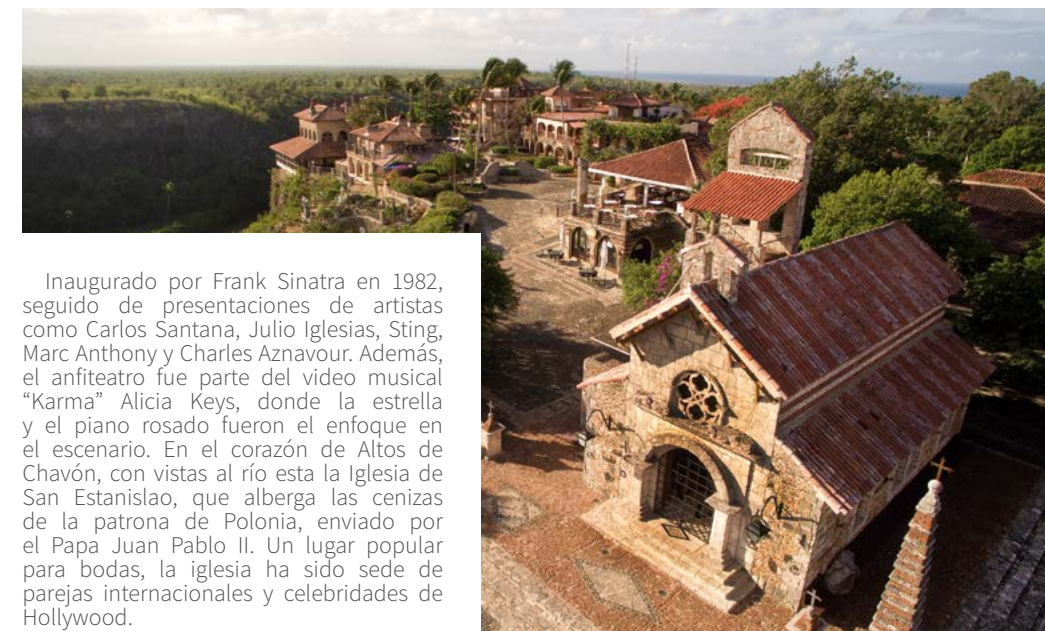 Inaugurado por Frank Sinatra en 1982,
seguido de presentaciones de artistas
como Carlos Santana, Julio Iglesias, Sting,
Marc Anthony y Charles Aznavour. Además,
el anfiteatro fue parte del video musical
“Karma” Alicia Keys, donde la estrella
y el piano rosado fueron el enfoque en
el escenario. En el corazón de Altos de
Chavón, con vistas al río esta la Iglesia de
San Estanislao, que alberga las cenizas
de la patrona de Polonia, enviado por
el Papa Juan Pablo II. Un lugar popular
para bodas, la iglesia ha sido sede de
parejas internacionales y celebridades de
Hollywood.